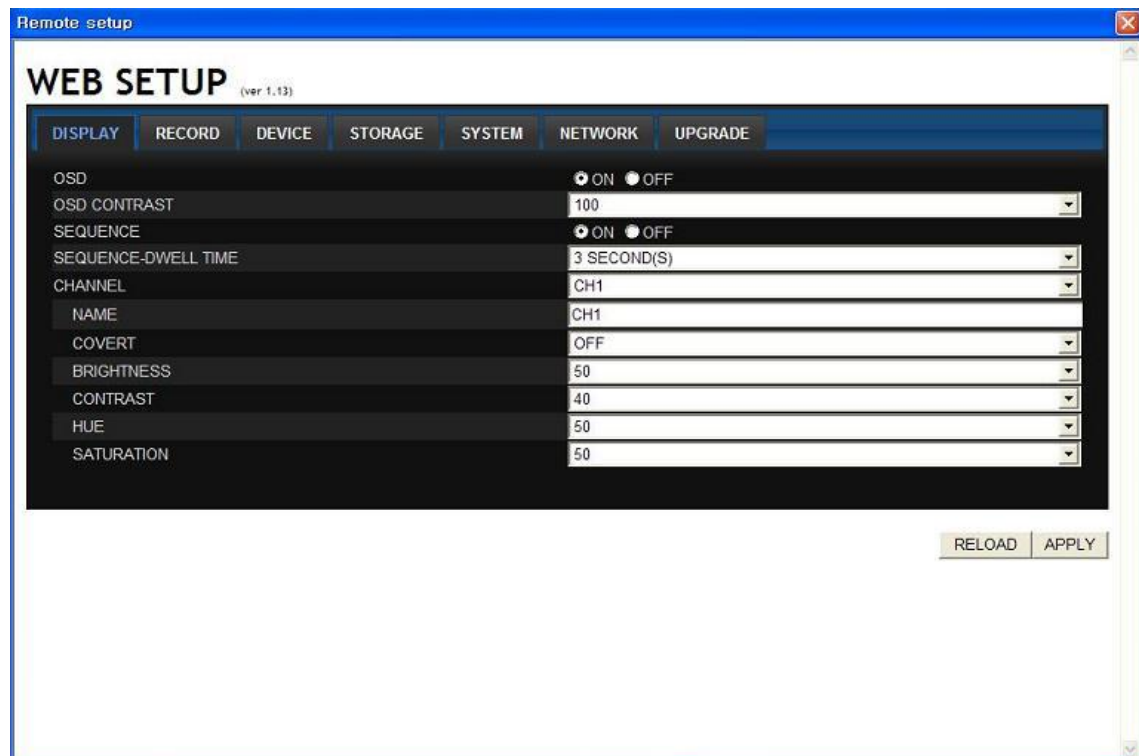 Remote setup
WEB SETUP (ver 1.13)
DISPLAY RECORD DEVICE STORAGE SYSTEM NETWORK UPGRADE
OSD ON OFF
OSD CONTRAST 100
SEQUENCE ON OFF
SEQUENCE-DWELL TIME 3 SECOND(S)
CHANNEL CH1
NAME CH1
COVERT OFF
BRIGHTNESS 50
CONTRAST 40
HUE 50
SATURATION 50
RELOAD APPLY